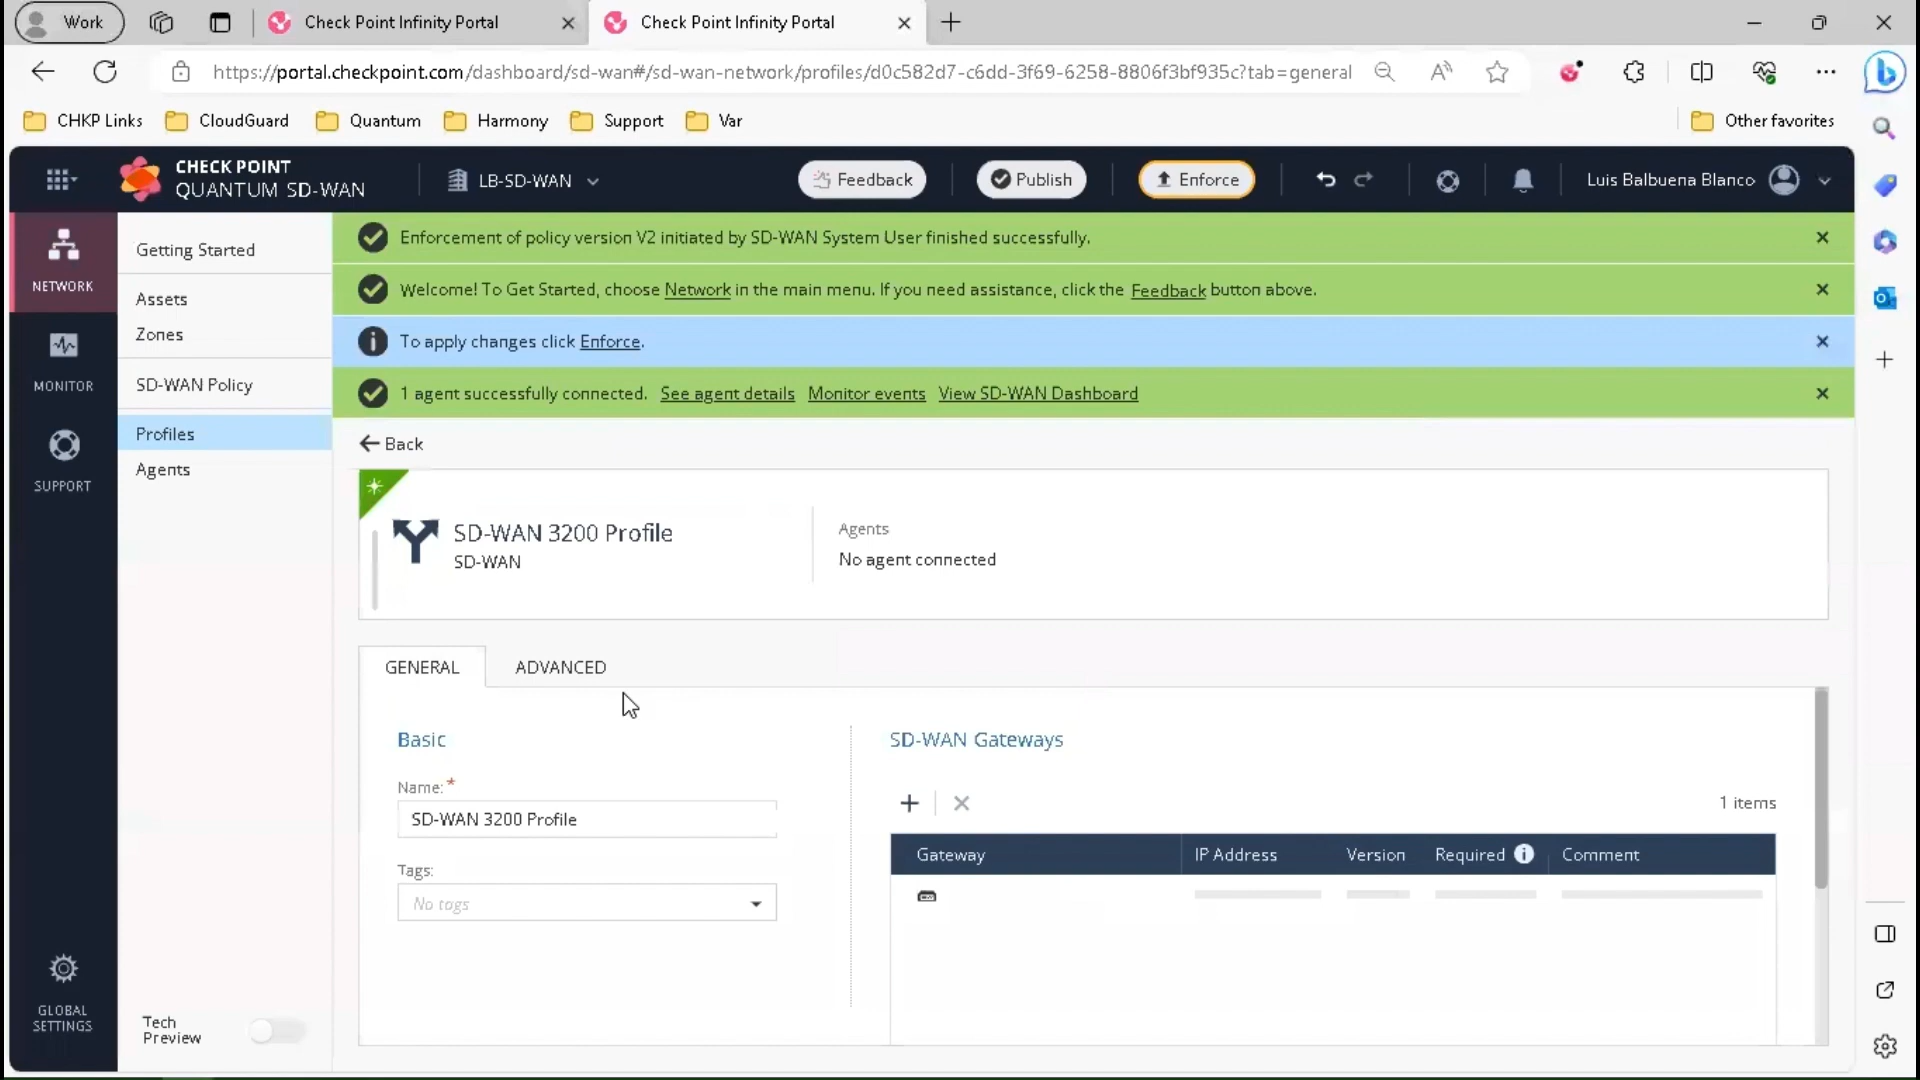 Work
Check Point Infinity Portal
Check Point Infinity Portal
https://portal.checkpoint.com/dashboard/sd-wan#/sd-wan-network/profiles/d0c582d7-c6dd-3f69-6258-8806f3bf935c?tab=general
CHKP Links
CloudGuard
Quantum
Harmony
Support
Var
Other favorites
CHECK POINT
QUANTUM SD-WAN
LB-SD-WAN
Feedback
Publish
Enforce
Luis Balbuena Blanco
NETWORK
MONITOR
SUPPORT
GLOBAL
SETTINGS
Getting Started
Assets
Zones
SD-WAN Policy
Profiles
Agents
Tech
Preview
Enforcement of policy version V2 initiated by SD-WAN System User finished successfully.
Welcome! To Get Started, choose Network in the main menu. If you need assistance, click the Feedback button above.
To apply changes click Enforce.
1 agent successfully connected. See agent details Monitor events View SD-WAN Dashboard
Back
SD-WAN 3200 Profile
SD-WAN
Agents
No agent connected
GENERAL
ADVANCED
Basic
Name: *
SD-WAN 3200 Profile
Tags:
No tags
SD-WAN Gateways
1 items
Gateway
IP Address
Version
Required
Comment